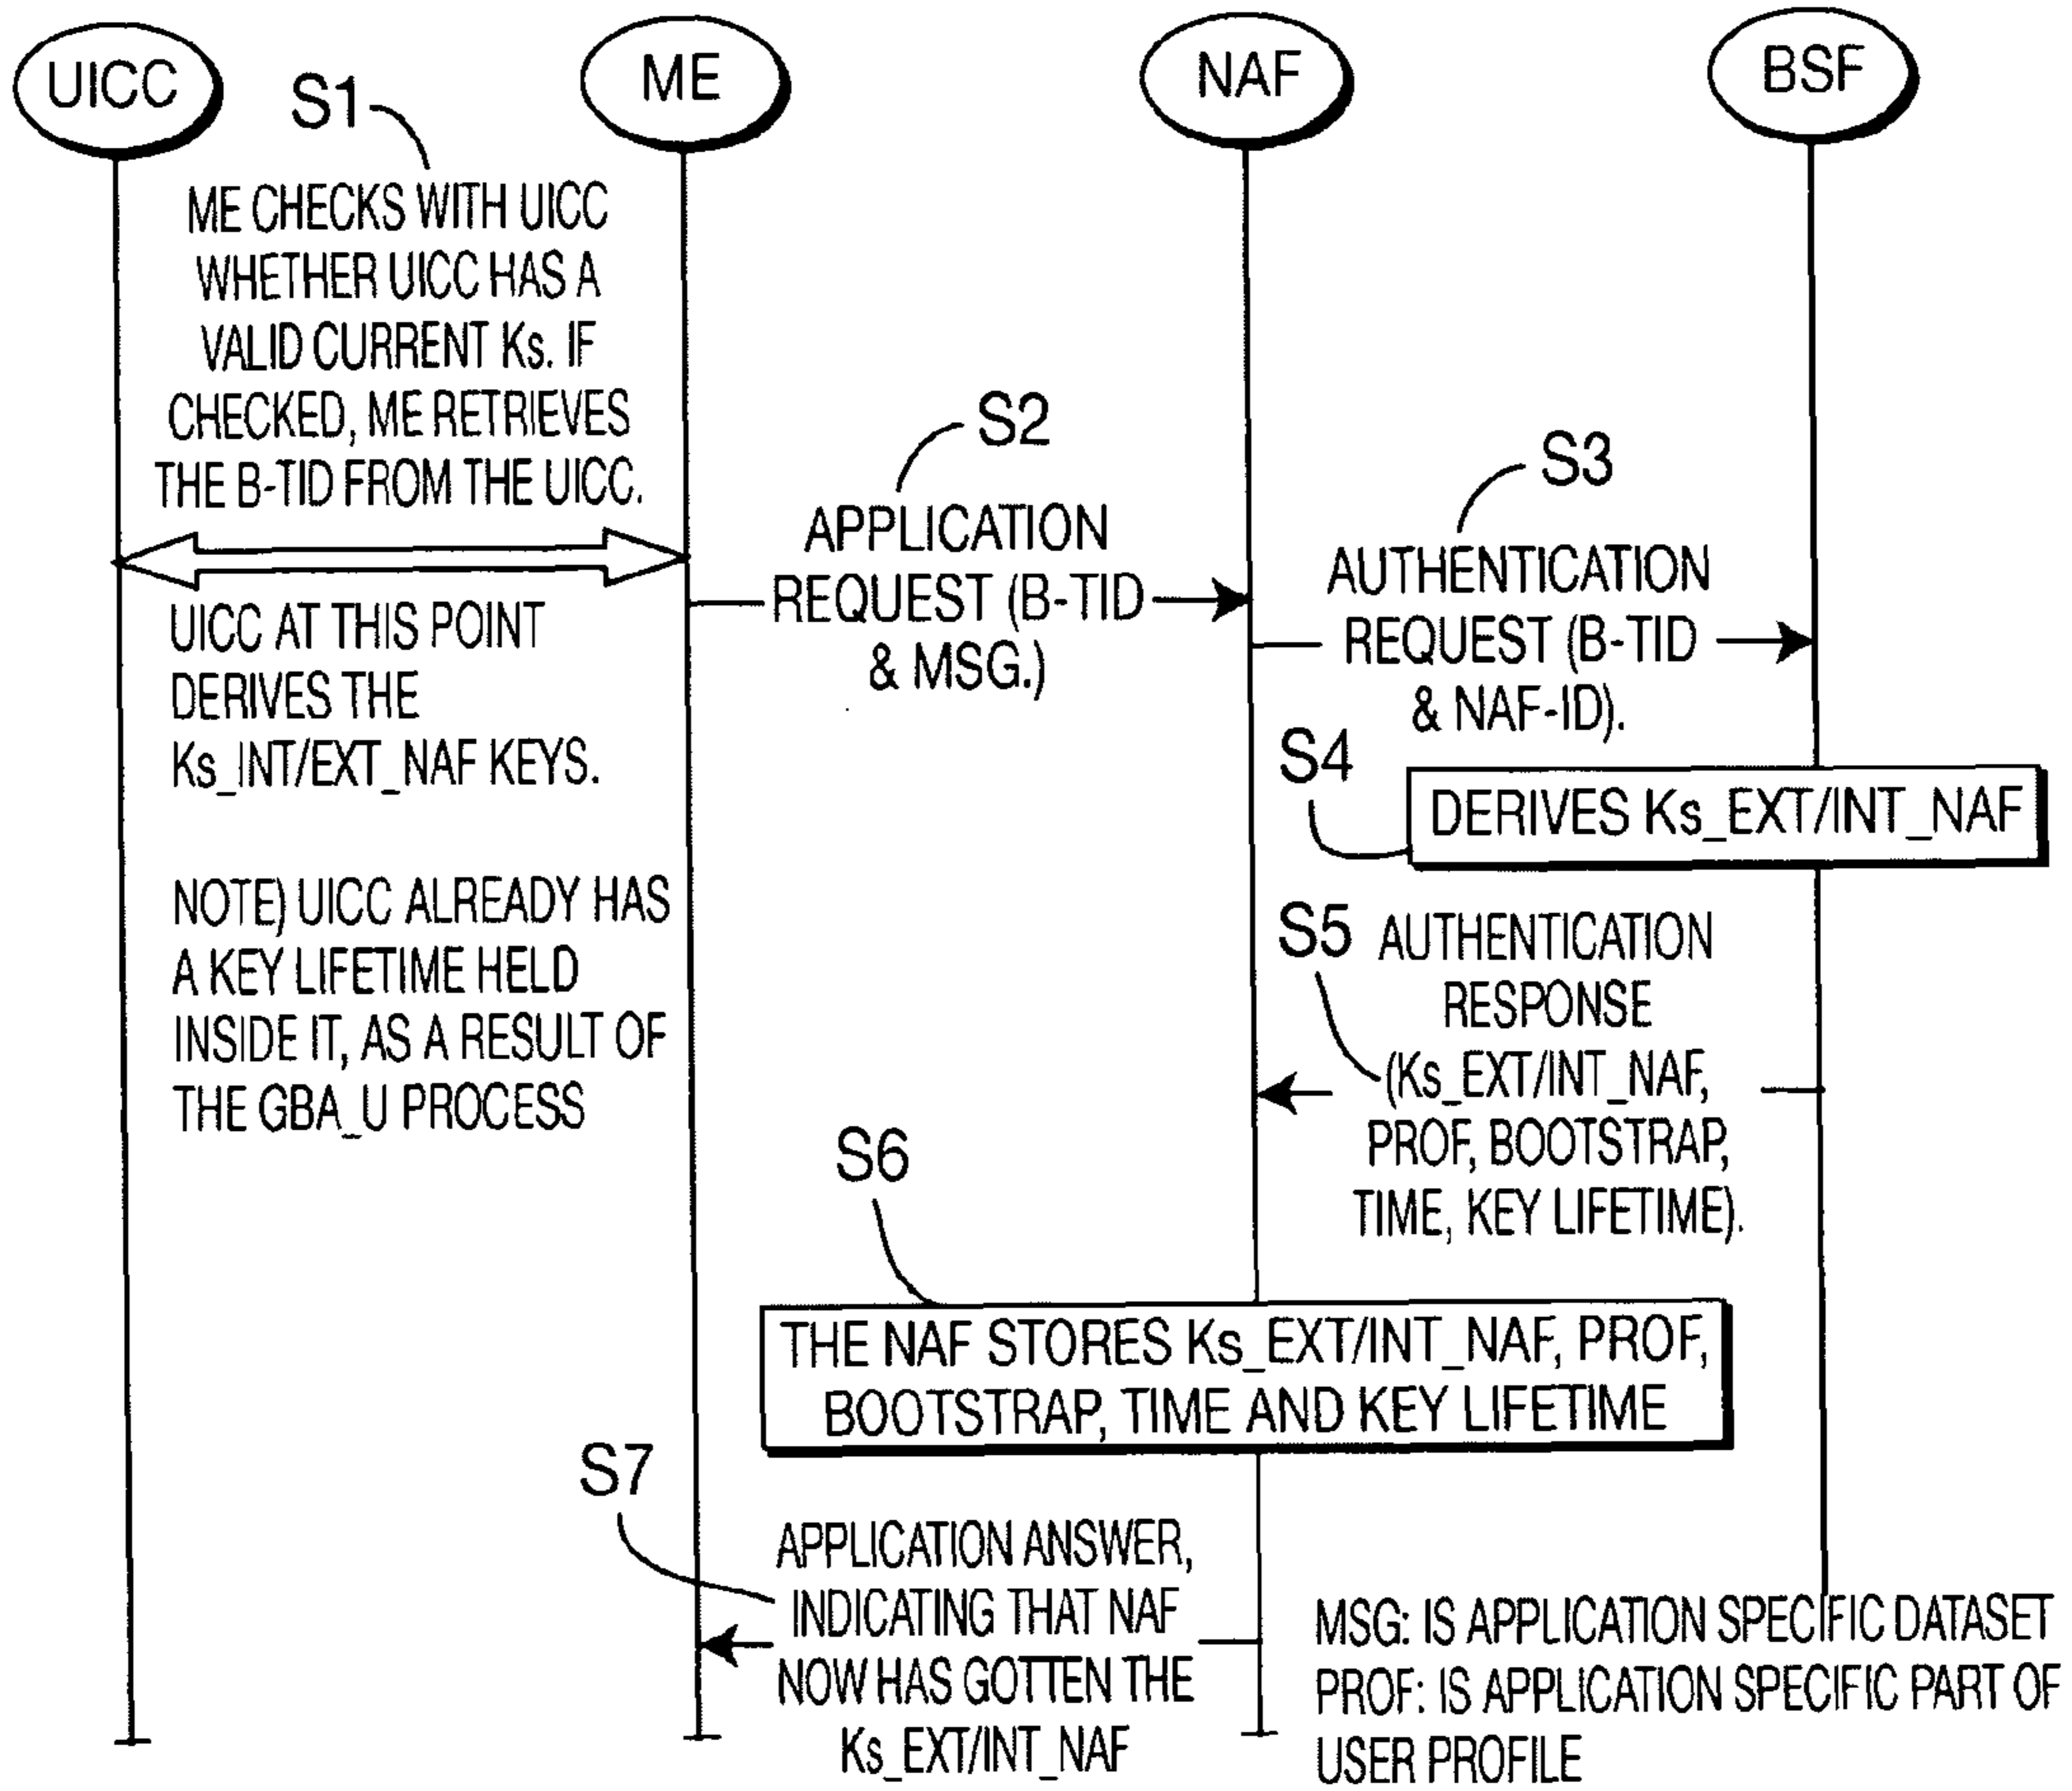 UICC
ME
NAF
BSF
S1
ME CHECKS WITH UICC
WHETHER UICC HAS A
VALID CURRENT Ks. IF
CHECKED, ME RETRIEVES
THE B-TID FROM THE UICC.
UICC AT THIS POINT
DERIVES THE
Ks_INT/EXT_NAF KEYS.
NOTE) UICC ALREADY HAS
A KEY LIFETIME HELD
INSIDE IT, AS A RESULT OF
THE GBA_U PROCESS
S2
APPLICATION
REQUEST (B-TID
& MSG.)
S3
AUTHENTICATION
REQUEST (B-TID
& NAF-ID).
S4
DERIVES Ks_EXT/INT_NAF
S5
AUTHENTICATION
RESPONSE
(Ks_EXT/INT_NAF,
PROF, BOOTSTRAP,
TIME, KEY LIFETIME).
S6
THE NAF STORES Ks_EXT/INT_NAF, PROF,
BOOTSTRAP, TIME AND KEY LIFETIME
S7
APPLICATION ANSWER,
INDICATING THAT NAF
NOW HAS GOTTEN THE
Ks_EXT/INT_NAF
MSG: IS APPLICATION SPECIFIC DATASET
PROF: IS APPLICATION SPECIFIC PART OF
USER PROFILE